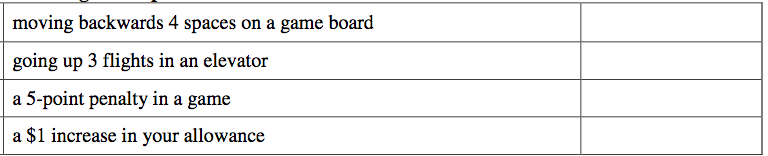 moving backwards 4 spaces on a game board
going up 3 flights in an elevator
a 5-point penalty in a game
a $1 increase in your allowance